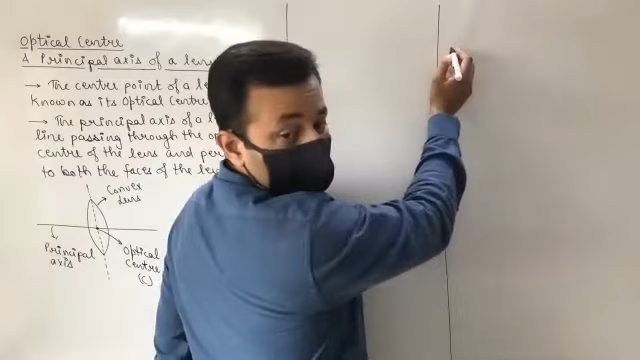 Optical Centre
& Principal axis of a lens
→ The centre point of a
known as its Optical Centre
→ The principal axis of a
line passing through the
centre of the lens and
to both the faces of the
Convex
Lens
Principal
axis
Optical
Centre
(C)